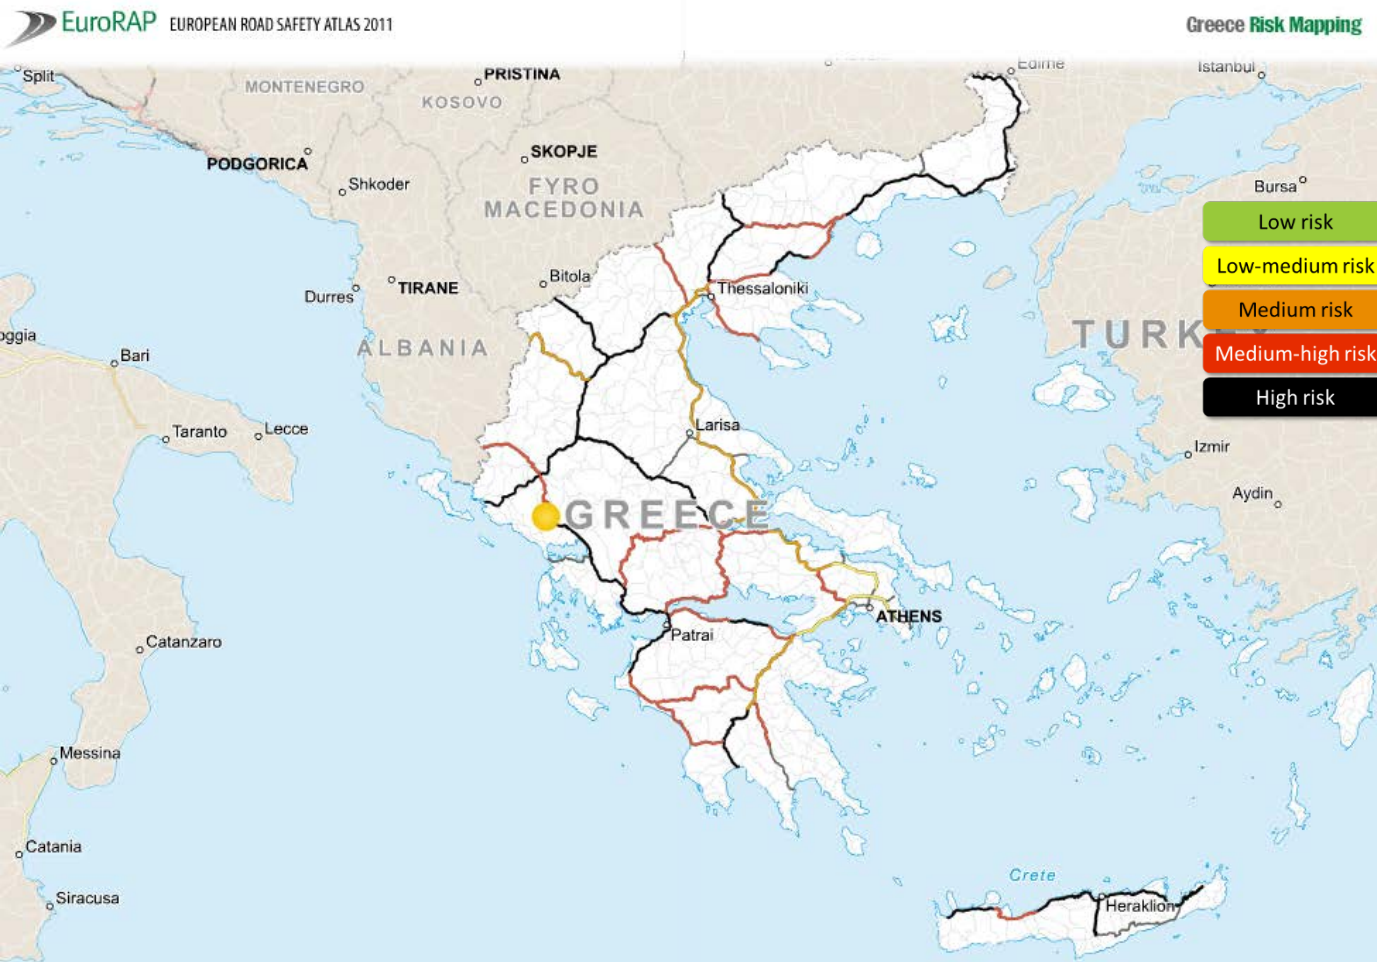 EuroRAP EUROPEAN ROAD SAFETY ATLAS 2011
Greece Risk Mapping
Split
MONTENEGRO
PRISTINA
KOSOVO
Edirne
Istanbul
PODGORICA
SKOPJE
Shkoder
FYRO
MACEDONIA
Bursa
Low risk
Low-medium risk
Medium risk
Medium-high risk
High risk
Bitola
TIRANE
Durres
Thessaloniki
oggia
Bari
ALBANIA
TURKEY
Taranto
Lecce
Larisa
Izmir
Aydin
GREECE
ATHENS
Patrai
Catanzaro
Messina
Catania
Siracusa
Crete
Heraklion